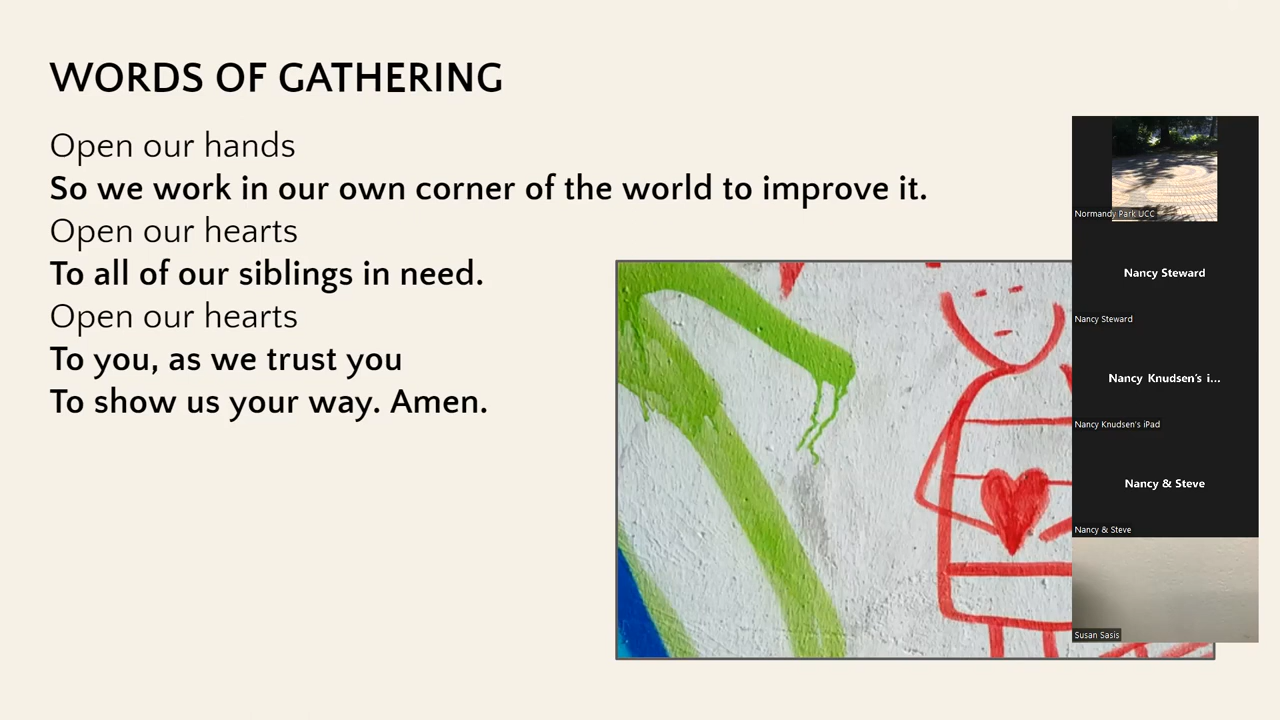 WORDS OF GATHERING
Open our hands
So we work in our own corner of the world to improve it.
Open our hearts
To all of our siblings in need.
Open our hearts
To you, as we trust you
To show us your way. Amen.
Normandy Park UCC
Nancy Steward
Nancy Steward
Nancy Knudsen's i...
Nancy Knudsen's iPad
Nancy & Steve
Nancy & Steve
Susan Sasis